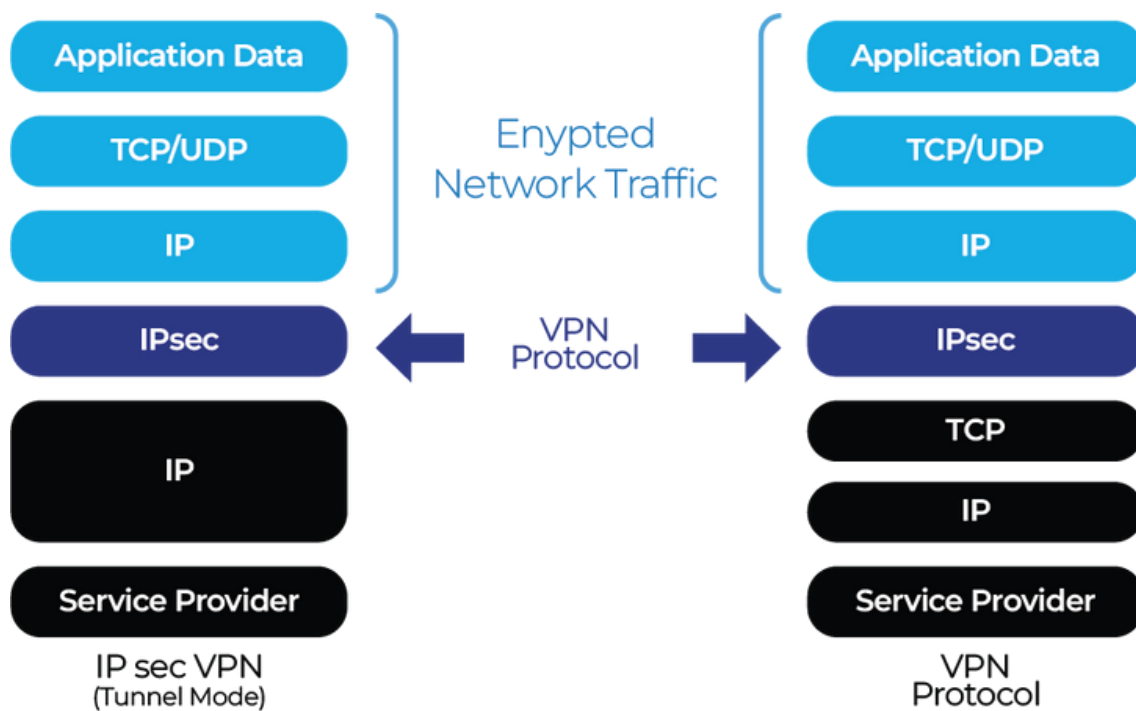 Application Data
TCP/UDP
IP
IPsec
IP
Service Provider
IP sec VPN
(Tunnel Mode)
Enypted
Network Traffic
VPN
Protocol
Application Data
TCP/UDP
IP
IPsec
TCP
IP
Service Provider
VPN
Protocol